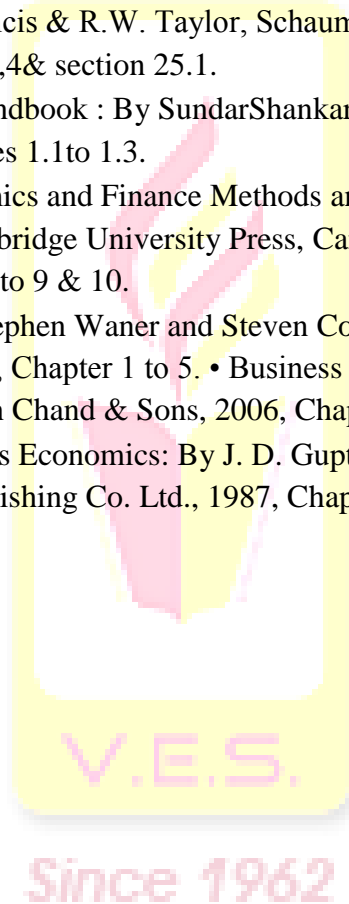 cis & R.W. Taylor, Schaum
,4& section 25.1.
ndbook : By SundarShankar
es 1.1to 1.3.
nics and Finance Methods an
bridge University Press, Ca
to 9 & 10.
ephen Waner and Steven Co
, Chapter 1 to 5. • Business
n Chand & Sons, 2006, Chap
s Economics: By J. D. Gupt
ishing Co. Ltd., 1987, Chap
V.E.S.
Since 1962